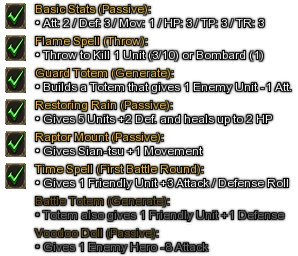 Basic Stats (Passive):
• Att: 2 / Def: 3 / Mov: 1 / HP: 3 / TP: 3 / TR: 3
Flame Spell (Throw):
• Throw to Kill 1 Unit (3/10) or Bombard (1)
Guard Totem (Generate):
• Builds a Totem that gives 1 Enemy Unit -1 Att.
Restoring Rain (Passive):
• Gives 5 Units +2 Def. and heals up to 2 HP
Raptor Mount (Passive):
• Gives Sian-tsu +1 Movement
Time Spell (First Battle Round):
• Gives 1 Friendly Unit +3 Attack / Defense Roll
Battle Totem (Generate):
• Totem also gives 1 Friendly Unit +1 Defense
Voodoo Doll (Passive):
• Gives 1 Enemy Hero -8 Attack